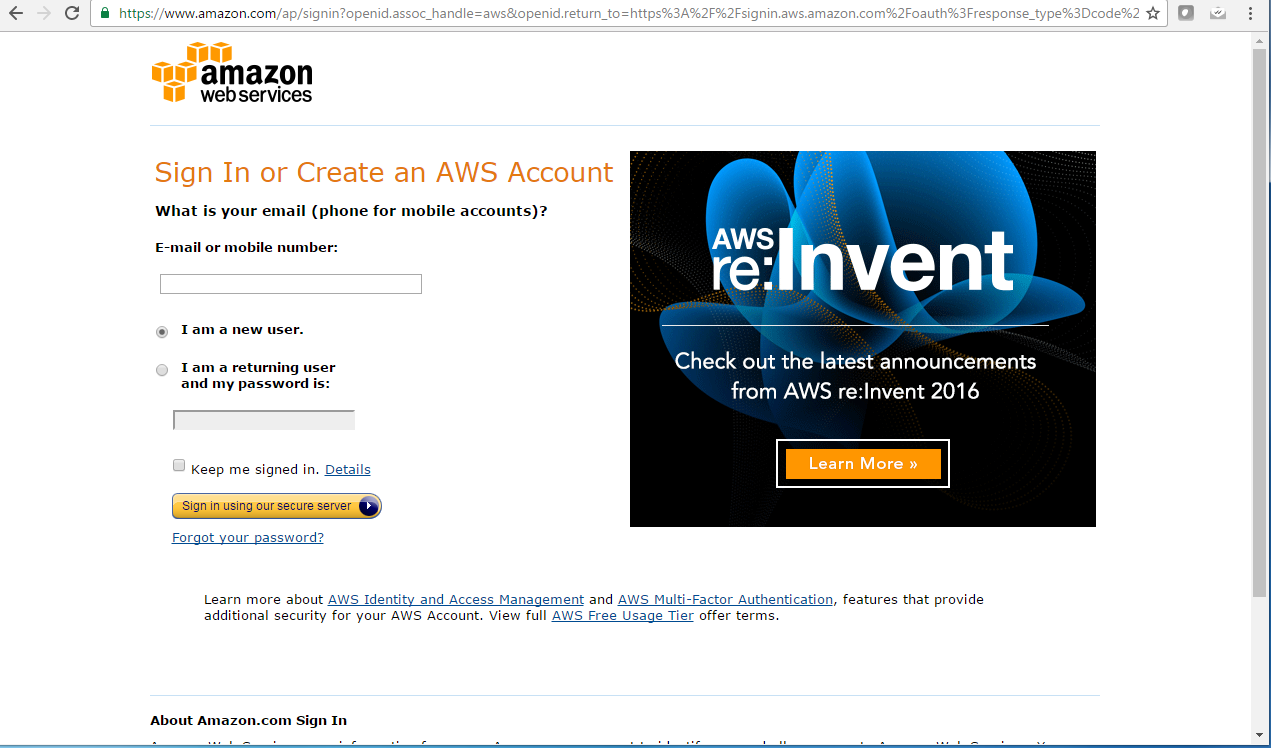 https://www.amazon.com/ap/signin?openid.assoc_handle=aws&openid.return_to=https%3A%2F%2Fsignin.aws.amazon.com%2Foauth%3Fresponse_type%3Dcode%2
amazon
web services
Sign In or Create an AWS Account
What is your email (phone for mobile accounts)?
E-mail or mobile number:
I am a new user.
I am a returning user
and my password is:
Keep me signed in. Details
Sign in using our secure server
Forgot your password?
AWS
re:Invent
Check out the latest announcements
from AWS re:Invent 2016
Learn More »
Learn more about AWS Identity and Access Management and AWS Multi-Factor Authentication, features that provide
additional security for your AWS Account. View full AWS Free Usage Tier offer terms.
About Amazon.com Sign In